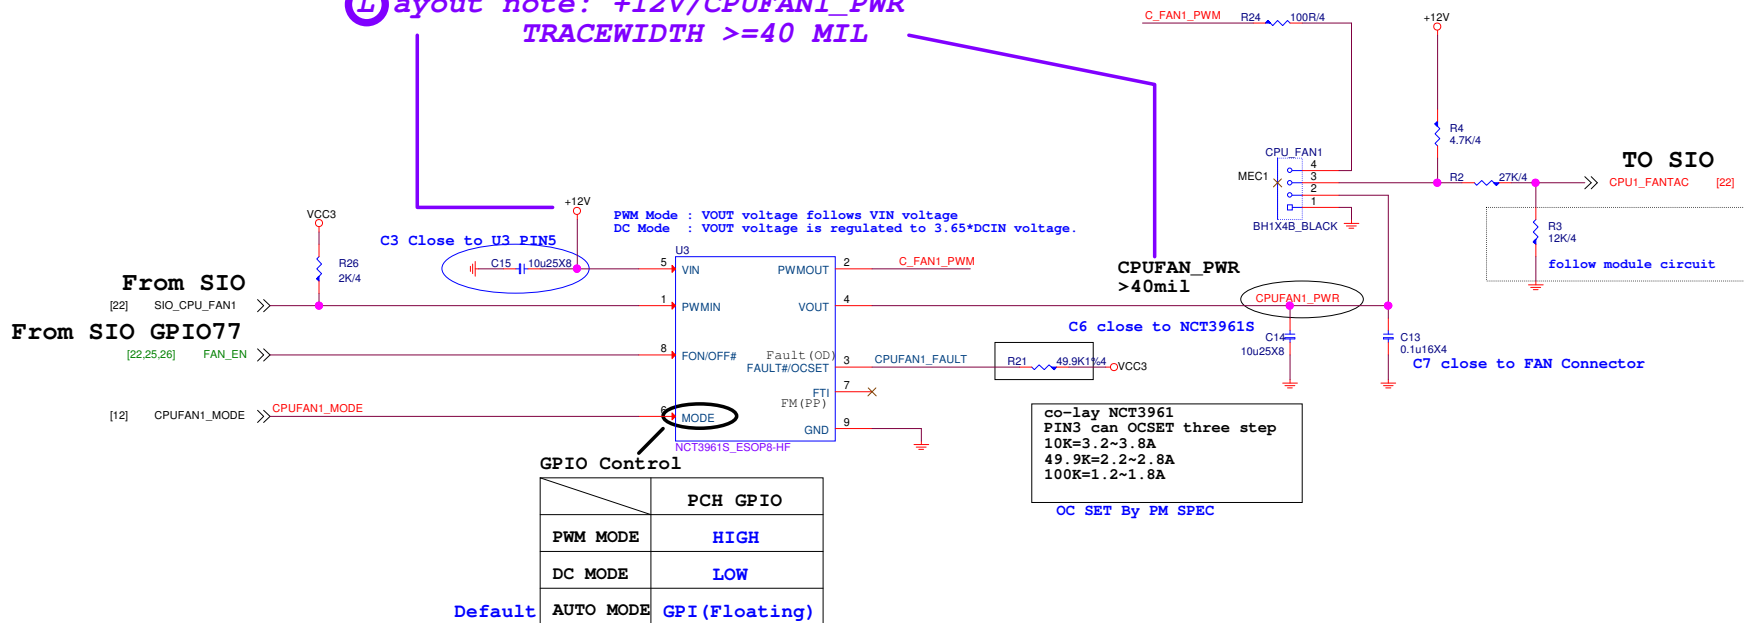 Layout note: +12V/CPUFAN1_PWR
TRACEWIDTH >=40 MIL
C_FAN1_PWM
R24
100R/4
+12V
R4
4.7K/4
CPU_FAN1
MEC1
4
3
2
1
BH1X4B_BLACK
R2
27K/4
TO SIO
CPU1_FANTAC
[22]
R3
12K/4
follow module circuit
VCC3
R26
2K/4
+12V
C3 Close to U3 PIN5
C15
10u25X8
PWM Mode : VOUT voltage follows VIN voltage
DC Mode : VOUT voltage is regulated to 3.65*DCIN voltage.
U3
5
VIN
PWMOUT
2
C_FAN1_PWM
From SIO
[22]
SIO_CPU_FAN1
1
PWMIN
VOUT
4
CPUFAN_PWR
>40mil
CPUFAN1_PWR
C6 close to NCT3961S
C14
10u25X8
C13
0.1u16X4
C7 close to FAN Connector
From SIO GPIO77
[22,25,26]
FAN_EN
8
FON/OFF#
Fault(OD)
FAULT#/OCSET
3
CPUFAN1_FAULT
R21
49.9K1%4
VCC3
FTI
7
FM(PP)
[12]
CPUFAN1_MODE
CPUFAN1_MODE
6
MODE
GND
9
NCT3961S_ESOP8-HF
co-lay NCT3961
PIN3 can OCSET three step
10K=3.2~3.8A
49.9K=2.2~2.8A
100K=1.2~1.8A
OC SET By PM SPEC
GPIO Control
PCH GPIO
PWM MODE
HIGH
DC MODE
LOW
Default
AUTO MODE
GPI(Floating)